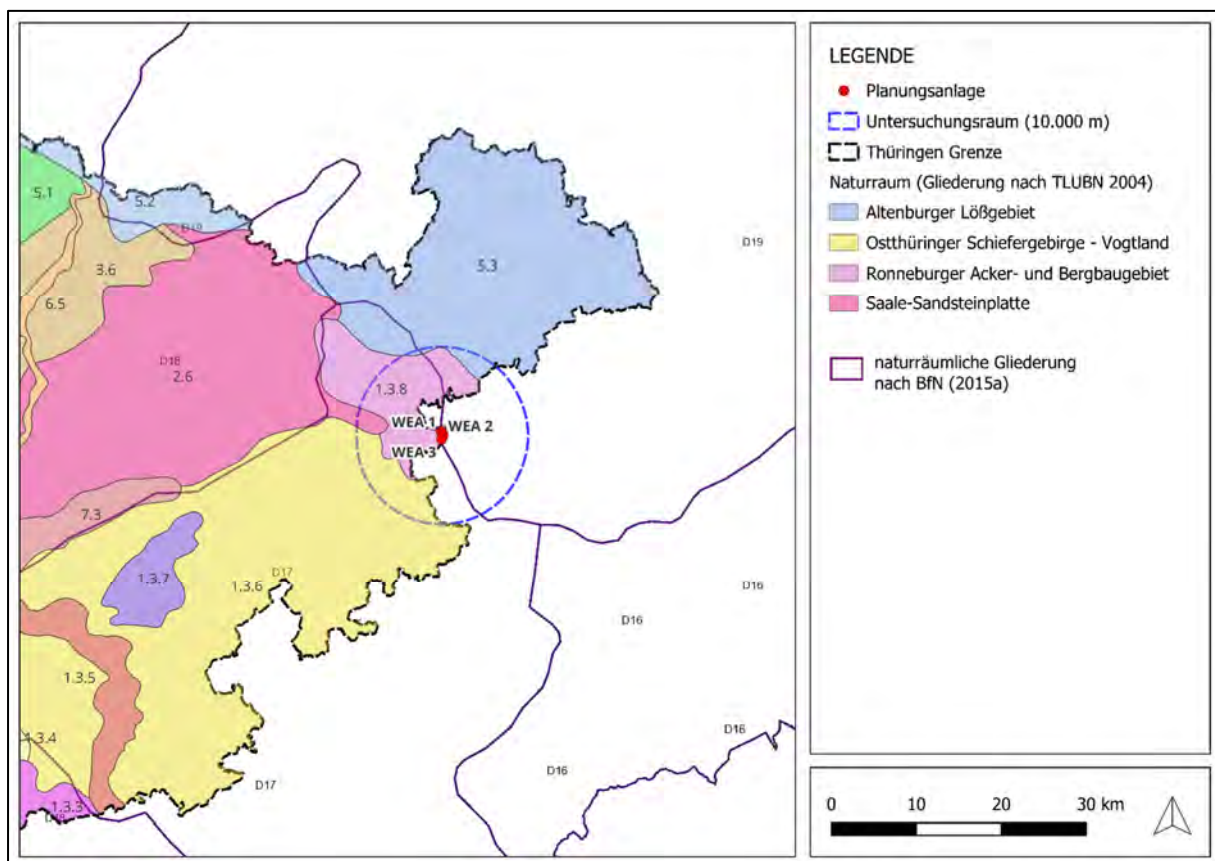 5.1
5.2
D19
3.6
6.5
D18
2.6
5.3
D19
1.3.8
WEA 1
WEA 2
WEA 3
7.3
1.3.7
1.3.6
D17
D16
D16
1.3.5
1.3.4
D16
D17
D16
1.3.3
LEGENDE
Planungsanlage
Untersuchungsraum (10.000 m)
Thüringen Grenze
Naturraum (Gliederung nach TLUBN 2004)
Altenburger Lößgebiet
Ostthüringer Schiefergebirge - Vogtland
Ronneburger Acker- und Bergbaugebiet
Saale-Sandsteinplatte
naturräumliche Gliederung
nach BfN (2015a)
0 10 20 30 km